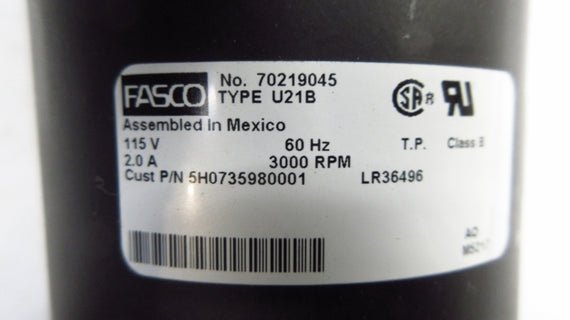 FASCO
No. 70219045
TYPE U21B
Assembled In Mexico
115 V 60 Hz T.P. Class B
2.0 A 3000 RPM
Cust P/N 5H0735980001 LR36496